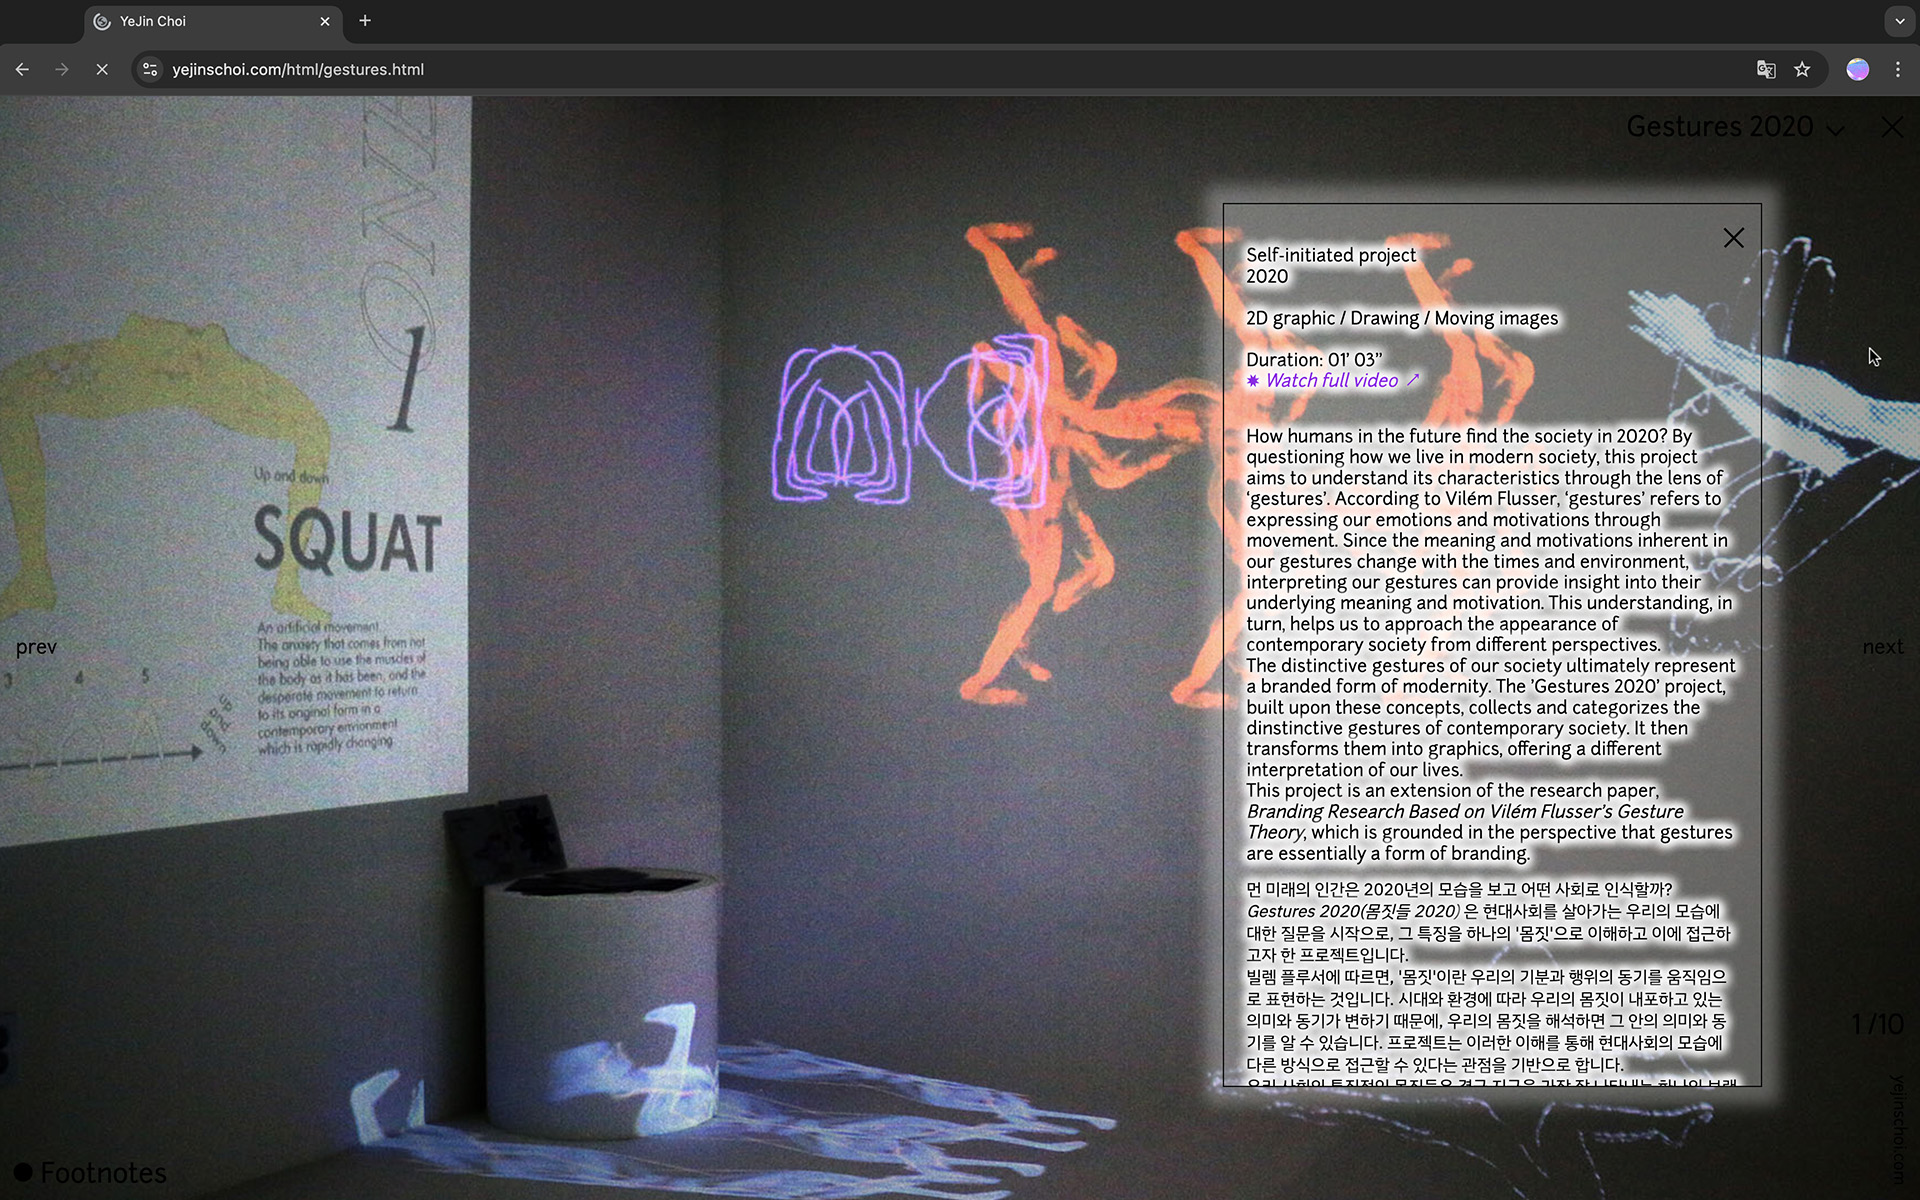 YeJin Choi
yejinschoi.com/html/gestures.html
Gestures 2020
1
Up and down
SQUAT
An artificial movement.
The anxiety that comes from not
being able to use the muscles of
the body as it has been, and the
desperate movement to return
to its original form in a
contemporary envrionment
which is rapidly changing
3 4 5
up
and
down
prev
next
Self-initiated project
2020
2D graphic / Drawing / Moving images
Duration: 01’ 03”
✷ Watch full video ↗
How humans in the future find the society in 2020? By
questioning how we live in modern society, this project
aims to understand its characteristics through the lens of
‘gestures’. According to Vilém Flusser, ‘gestures’ refers to
expressing our emotions and motivations through
movement. Since the meaning and motivations inherent in
our gestures change with the times and environment,
interpreting our gestures can provide insight into their
underlying meaning and motivation. This understanding, in
turn, helps us to approach the appearance of
contemporary society from different perspectives.
The distinctive gestures of our society ultimately represent
a branded form of modernity. The ’Gestures 2020’ project,
built upon these concepts, collects and categorizes the
dinstinctive gestures of contemporary society. It then
transforms them into graphics, offering a different
interpretation of our lives.
This project is an extension of the research paper,
Branding Research Based on Vilém Flusser’s Gesture
Theory, which is grounded in the perspective that gestures
are essentially a form of branding.
먼 미래의 인간은 2020년의 모습을 보고 어떤 사회로 인식할까?
Gestures 2020(몸짓들 2020) 은 현대사회를 살아가는 우리의 모습에
대한 질문을 시작으로, 그 특징을 하나의 '몸짓'으로 이해하고 이에 접근하
고자 한 프로젝트입니다.
빌렘 플루서에 따르면, '몸짓'이란 우리의 기분과 행위의 동기를 움직임으
로 표현하는 것입니다. 시대와 환경에 따라 우리의 몸짓이 내포하고 있는
의미와 동기가 변하기 때문에, 우리의 몸짓을 해석하면 그 안의 의미와 동
기를 알 수 있습니다. 프로젝트는 이러한 이해를 통해 현대사회의 모습에
다른 방식으로 접근할 수 있다는 관점을 기반으로 합니다.
1 /10
yejinschoi.com
● Footnotes